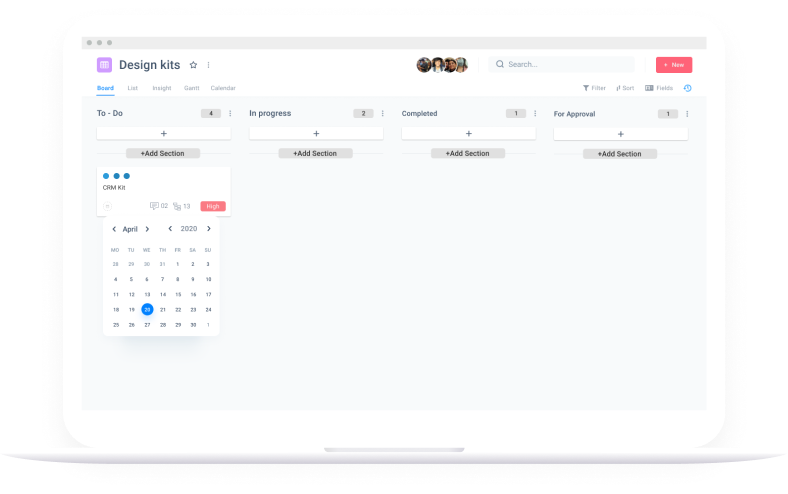 Design kits
Search...
+ New
Board List Insight Gantt Calendar
Filter Sort Fields
To - Do 4
In progress 2
Completed 1
For Approval 1
+ + + +
+Add Section +Add Section +Add Section +Add Section
CRM Kit
02 13 High
April 2020
MO TU WE TH FR SA SU
28 29 30 31 1 2 3
4 5 6 7 8 9 10
11 12 13 14 15 16 17
18 19 20 21 22 23 24
25 26 27 28 29 30 1